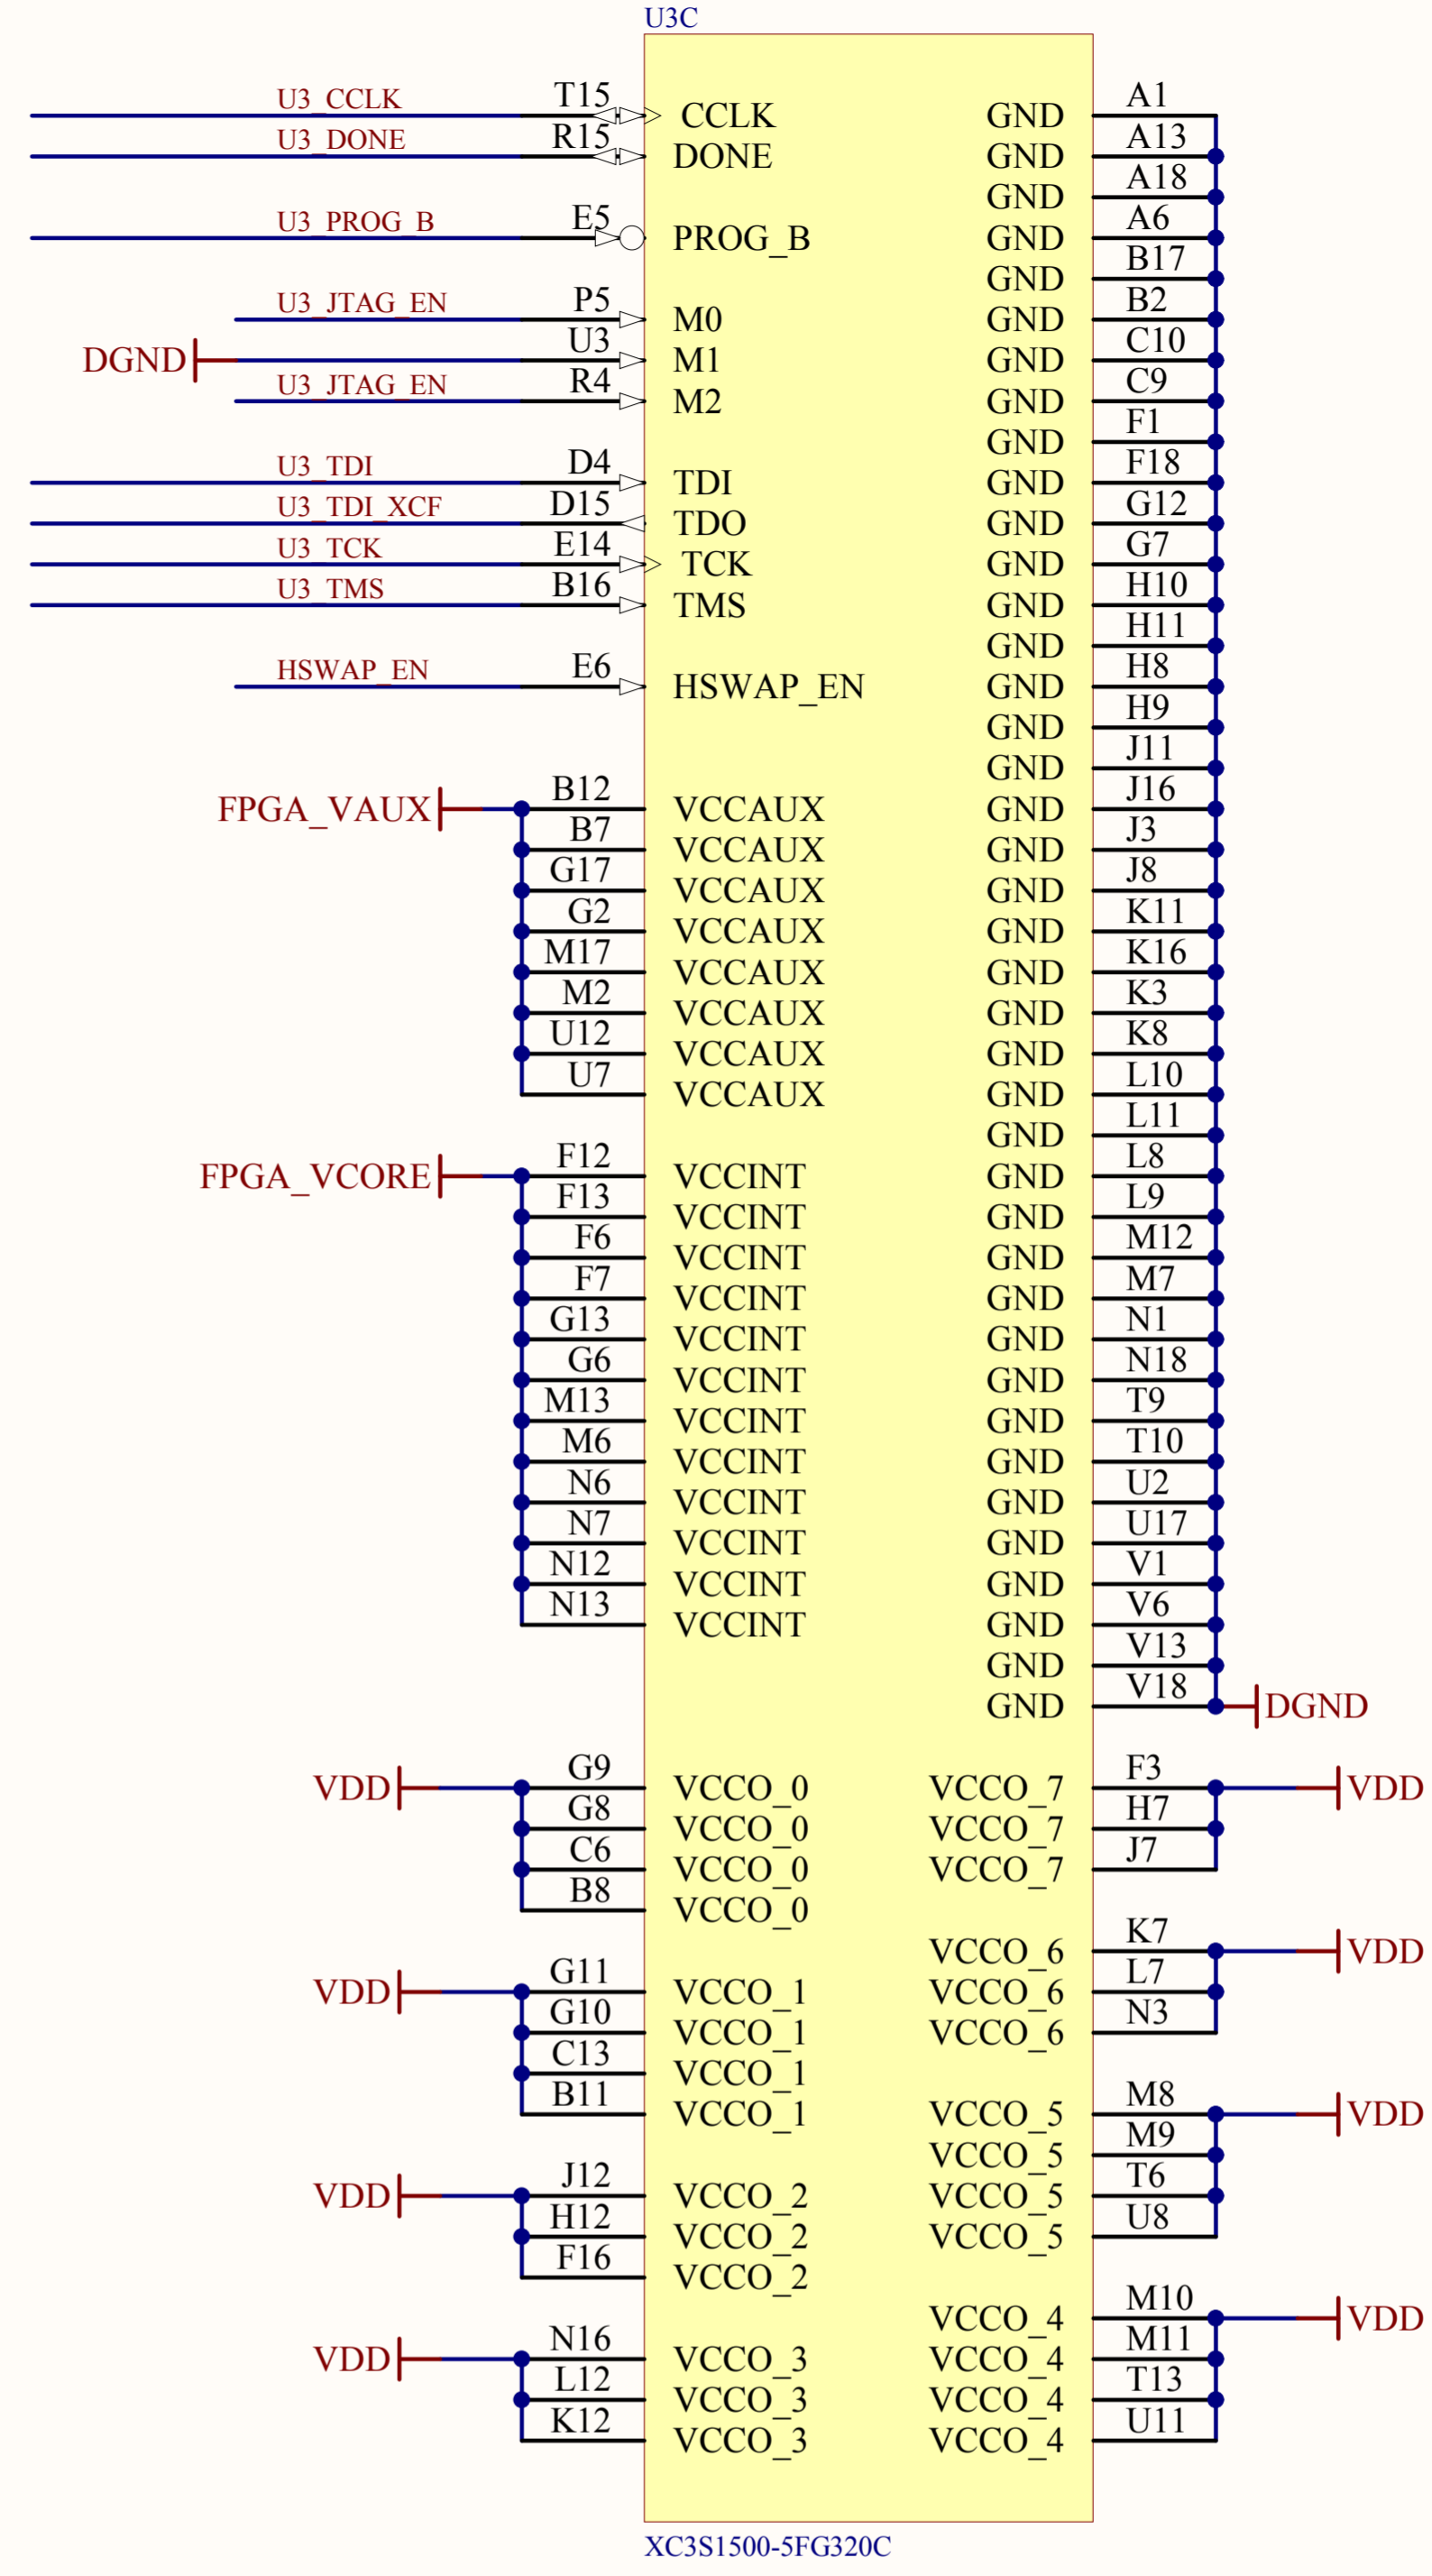 U3C
U3_CCLK T15 CCLK GND A1
U3_DONE R15 DONE GND A13
GND A18
U3_PROG_B E5 PROG_B GND A6
GND B17
U3_JTAG_EN P5 M0 GND B2
DGND U3 M1 GND C10
U3_JTAG_EN R4 M2 GND C9
GND F1
U3_TDI D4 TDI GND F18
U3_TDI_XCF D15 TDO GND G12
U3_TCK E14 TCK GND G7
U3_TMS B16 TMS GND H10
GND H11
HSWAP_EN E6 HSWAP_EN GND H8
GND H9
GND J11
FPGA_VAUX B12 VCCAUX GND J16
B7 VCCAUX GND J3
G17 VCCAUX GND J8
G2 VCCAUX GND K11
M17 VCCAUX GND K16
M2 VCCAUX GND K3
U12 VCCAUX GND K8
U7 VCCAUX GND L10
GND L11
FPGA_VCORE F12 VCCINT GND L8
F13 VCCINT GND L9
F6 VCCINT GND M12
F7 VCCINT GND M7
G13 VCCINT GND N1
G6 VCCINT GND N18
M13 VCCINT GND T9
M6 VCCINT GND T10
N6 VCCINT GND U2
N7 VCCINT GND U17
N12 VCCINT GND V1
N13 VCCINT GND V6
GND V13
GND V18 DGND
VDD G9 VCCO_0 VCCO_7 F3 VDD
G8 VCCO_0 VCCO_7 H7
C6 VCCO_0 VCCO_7 J7
B8 VCCO_0
VCCO_6 K7 VDD
VDD G11 VCCO_1 VCCO_6 L7
G10 VCCO_1 VCCO_6 N3
C13 VCCO_1
B11 VCCO_1 VCCO_5 M8 VDD
VCCO_5 M9
VDD J12 VCCO_2 VCCO_5 T6
H12 VCCO_2 VCCO_5 U8
F16 VCCO_2
VCCO_4 M10 VDD
VDD N16 VCCO_3 VCCO_4 M11
L12 VCCO_3 VCCO_4 T13
K12 VCCO_3 VCCO_4 U11
XC3S1500-5FG320C